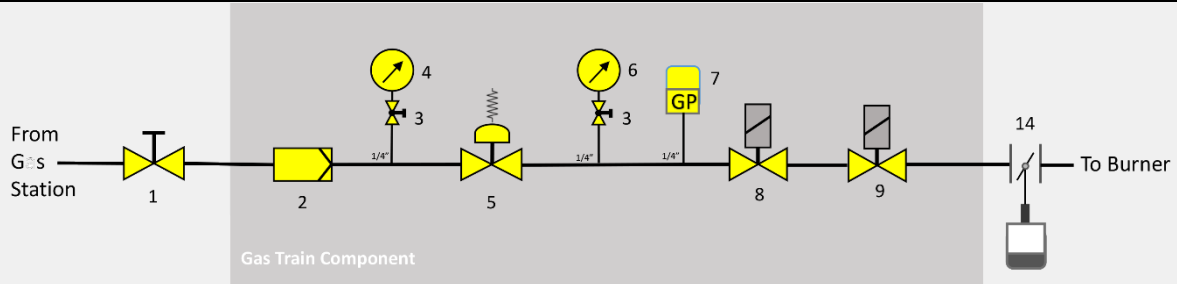 From
Gas
Station
1
2
1/4"
4
3
5
1/4"
6
3
1/4"
7
GP
8
9
14
To Burner
Gas Train Component